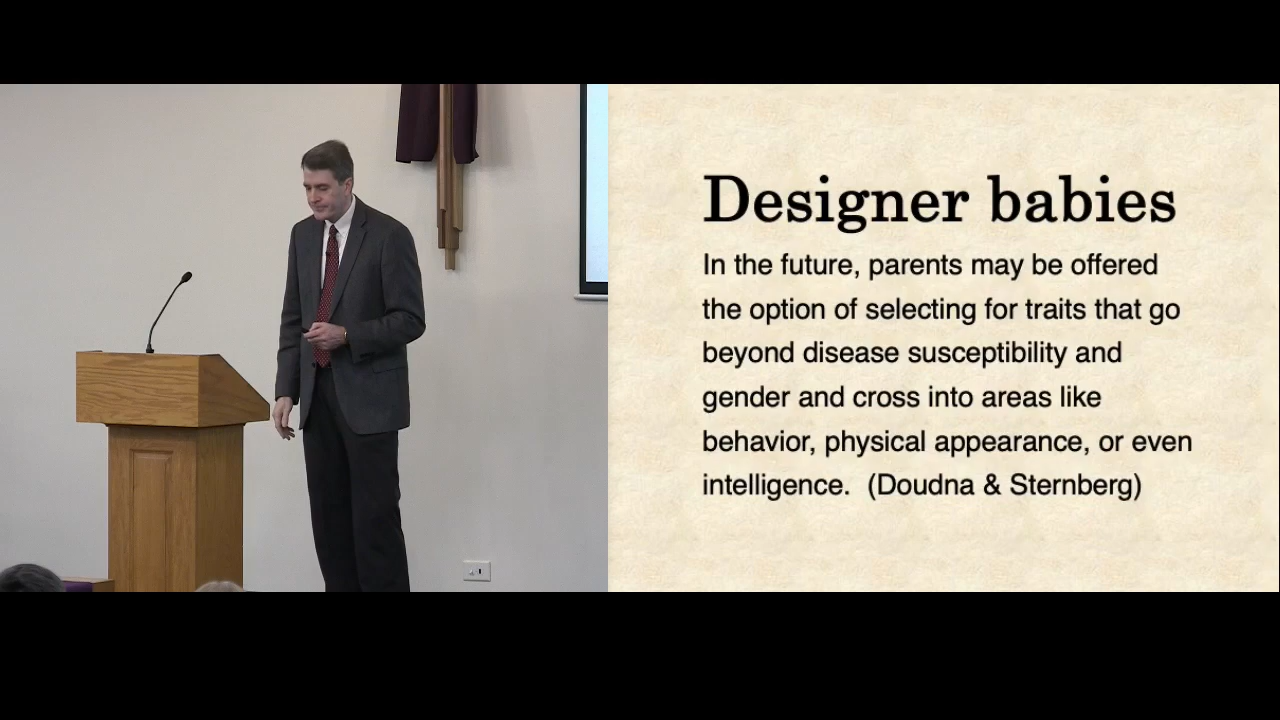 Designer babies
In the future, parents may be offered
the option of selecting for traits that go
beyond disease susceptibility and
gender and cross into areas like
behavior, physical appearance, or even
intelligence.  (Doudna & Sternberg)